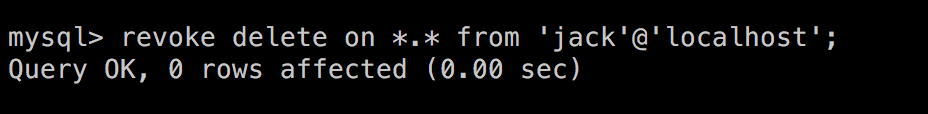 mysql> revoke delete on *.* from 'jack'@'localhost';
Query OK, 0 rows affected (0.00 sec)